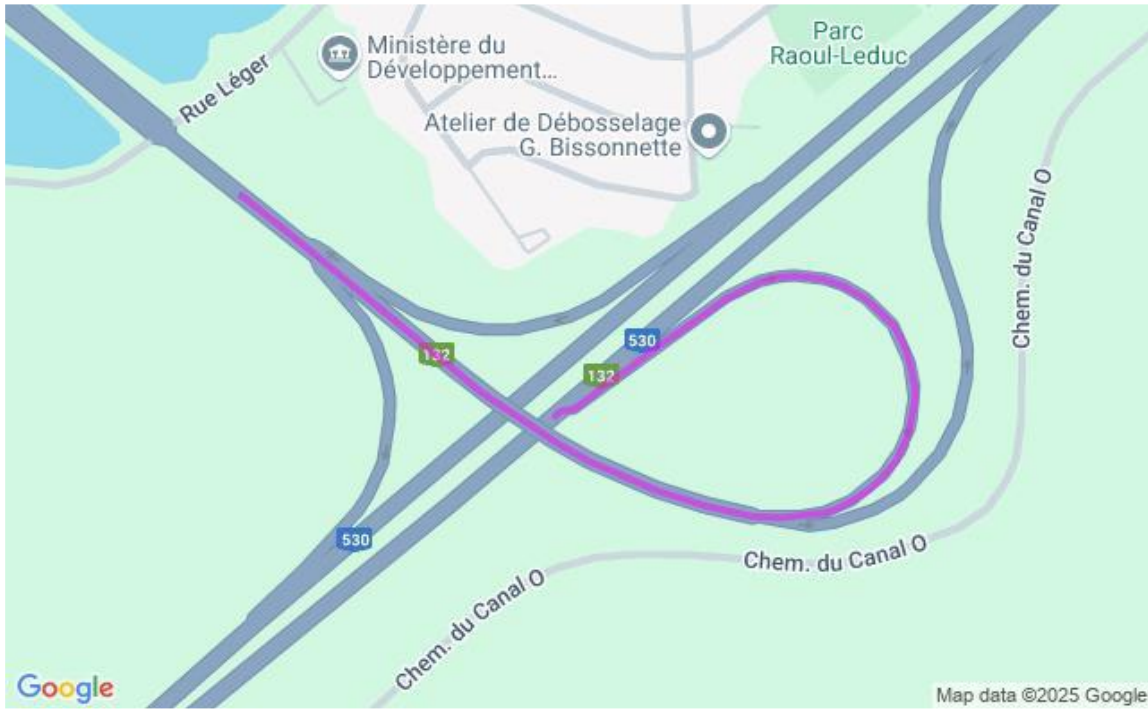 Parc
Raoul-Leduc
Ministère du
Développement...
Rue Léger
Atelier de Débosselage
G. Bissonnette
Chem. du Canal O
530
132
132
530
Chem. du Canal O
Chem. du Canal O
Google
Map data ©2025 Google